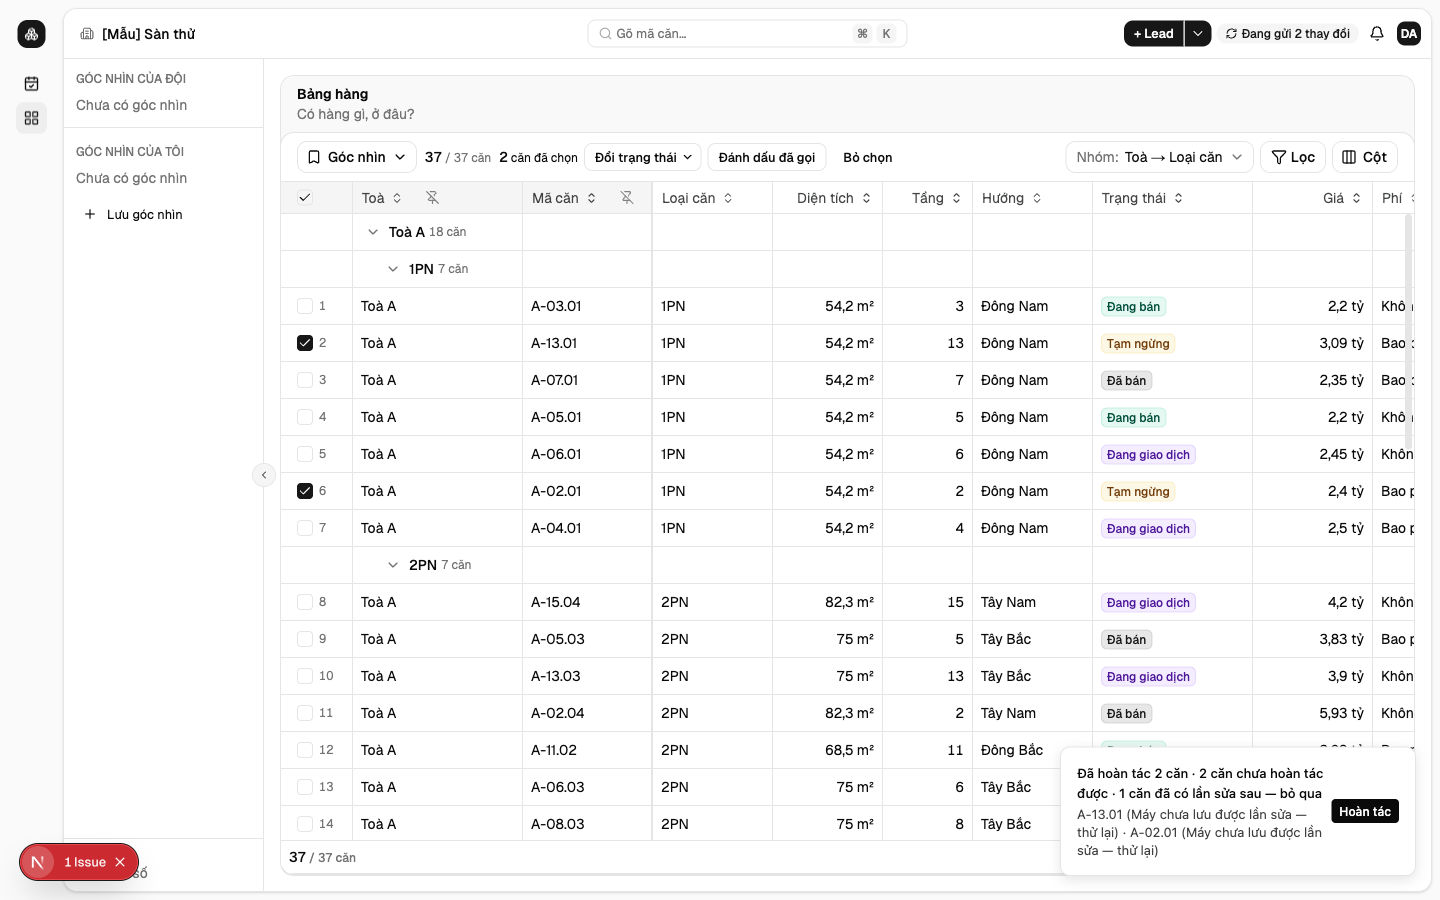 [Mẫu] Sàn thử
Gõ mã căn...
⌘ K
+ Lead
Đang gửi 2 thay đổi
DA
GÓC NHÌN CỦA ĐỘI
Chưa có góc nhìn
GÓC NHÌN CỦA TÔI
Chưa có góc nhìn
+ Lưu góc nhìn
Bảng hàng
Có hàng gì, ở đâu?
Góc nhìn 37 / 37 căn 2 căn đã chọn Đổi trạng thái Đánh dấu đã gọi Bỏ chọn Nhóm: Toà → Loại căn Lọc Cột
Toà Mã căn Loại căn Diện tích Tầng Hướng Trạng thái Giá Phí
Toà A 18 căn
1PN 7 căn
1 Toà A A-03.01 1PN 54,2 m² 3 Đông Nam Đang bán 2,2 tỷ
2 Toà A A-13.01 1PN 54,2 m² 13 Đông Nam Tạm ngừng 3,09 tỷ Bao
3 Toà A A-07.01 1PN 54,2 m² 7 Đông Nam Đã bán 2,35 tỷ Bao
4 Toà A A-05.01 1PN 54,2 m² 5 Đông Nam Đang bán 2,2 tỷ
5 Toà A A-06.01 1PN 54,2 m² 6 Đông Nam Đang giao dịch 2,45 tỷ Khôn
6 Toà A A-02.01 1PN 54,2 m² 2 Đông Nam Tạm ngừng 2,4 tỷ Bao p
7 Toà A A-04.01 1PN 54,2 m² 4 Đông Nam Đang giao dịch 2,5 tỷ Bao p
2PN 7 căn
8 Toà A A-15.04 2PN 82,3 m² 15 Tây Nam Đang giao dịch 4,2 tỷ Khôn
9 Toà A A-05.03 2PN 75 m² 5 Tây Bắc Đã bán 3,83 tỷ Bao p
10 Toà A A-13.03 2PN 75 m² 13 Tây Bắc Đang giao dịch 3,9 tỷ Khôn
11 Toà A A-02.04 2PN 82,3 m² 2 Tây Nam Đã bán 5,93 tỷ Khôn
12 Toà A A-11.02 2PN 68,5 m² 11 Đông Bắc
13 Toà A A-06.03 2PN 75 m² 6 Tây Bắc
14 Toà A A-08.03 2PN 75 m² 8 Tây Bắc
37 / 37 căn
Đã hoàn tác 2 căn · 2 căn chưa hoàn tác
được · 1 căn đã có lần sửa sau — bỏ qua
A-13.01 (Máy chưa lưu được lần sửa —
thử lại) · A-02.01 (Máy chưa lưu được lần
sửa — thử lại)
Hoàn tác
N 1 Issue
số